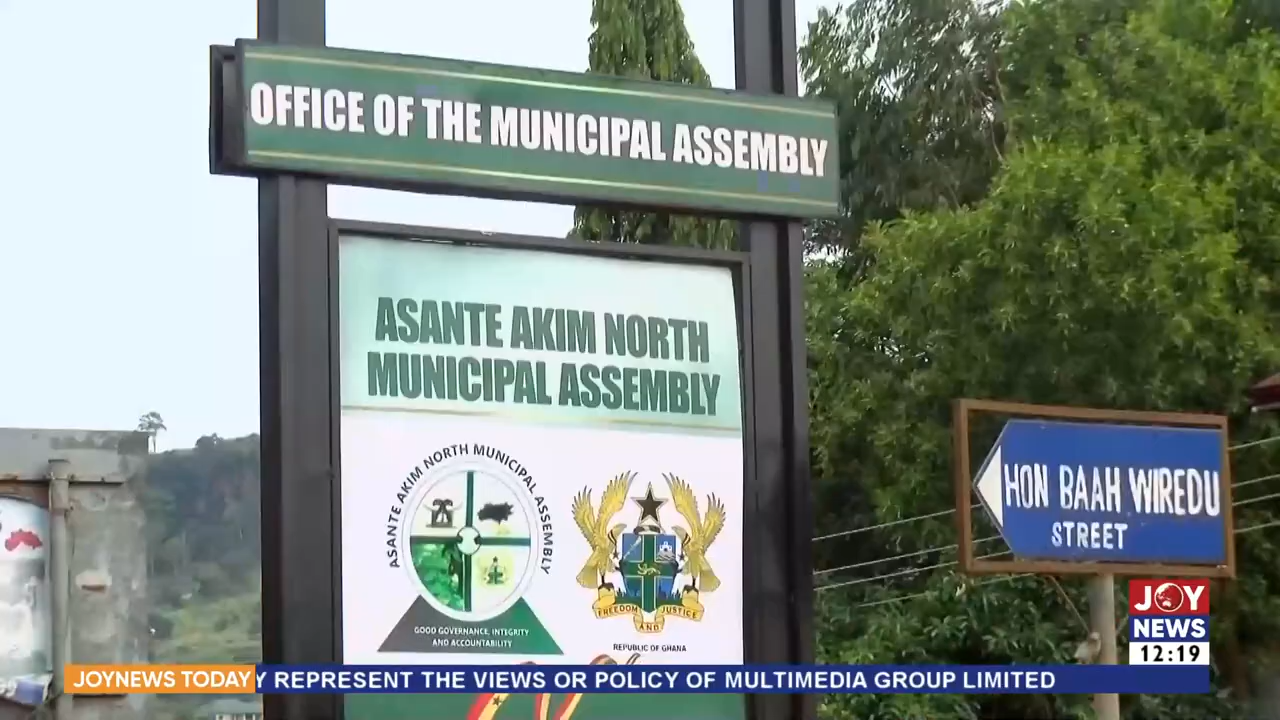 OFFICE OF THE MUNICIPAL ASSEMBLY
ASANTE AKIM NORTH
MUNICIPAL ASSEMBLY
ASANTE AKIM NORTH MUNICIPAL ASSEMBLY
GOOD GOVERNANCE, INTEGRITY
AND ACCOUNTABILITY
FREEDOM AND JUSTICE
REPUBLIC OF GHANA
HON BAAH WIREDU
STREET
JOY
NEWS
12:19
JOYNEWS TODAY
Y REPRESENT THE VIEWS OR POLICY OF MULTIMEDIA GROUP LIMITED